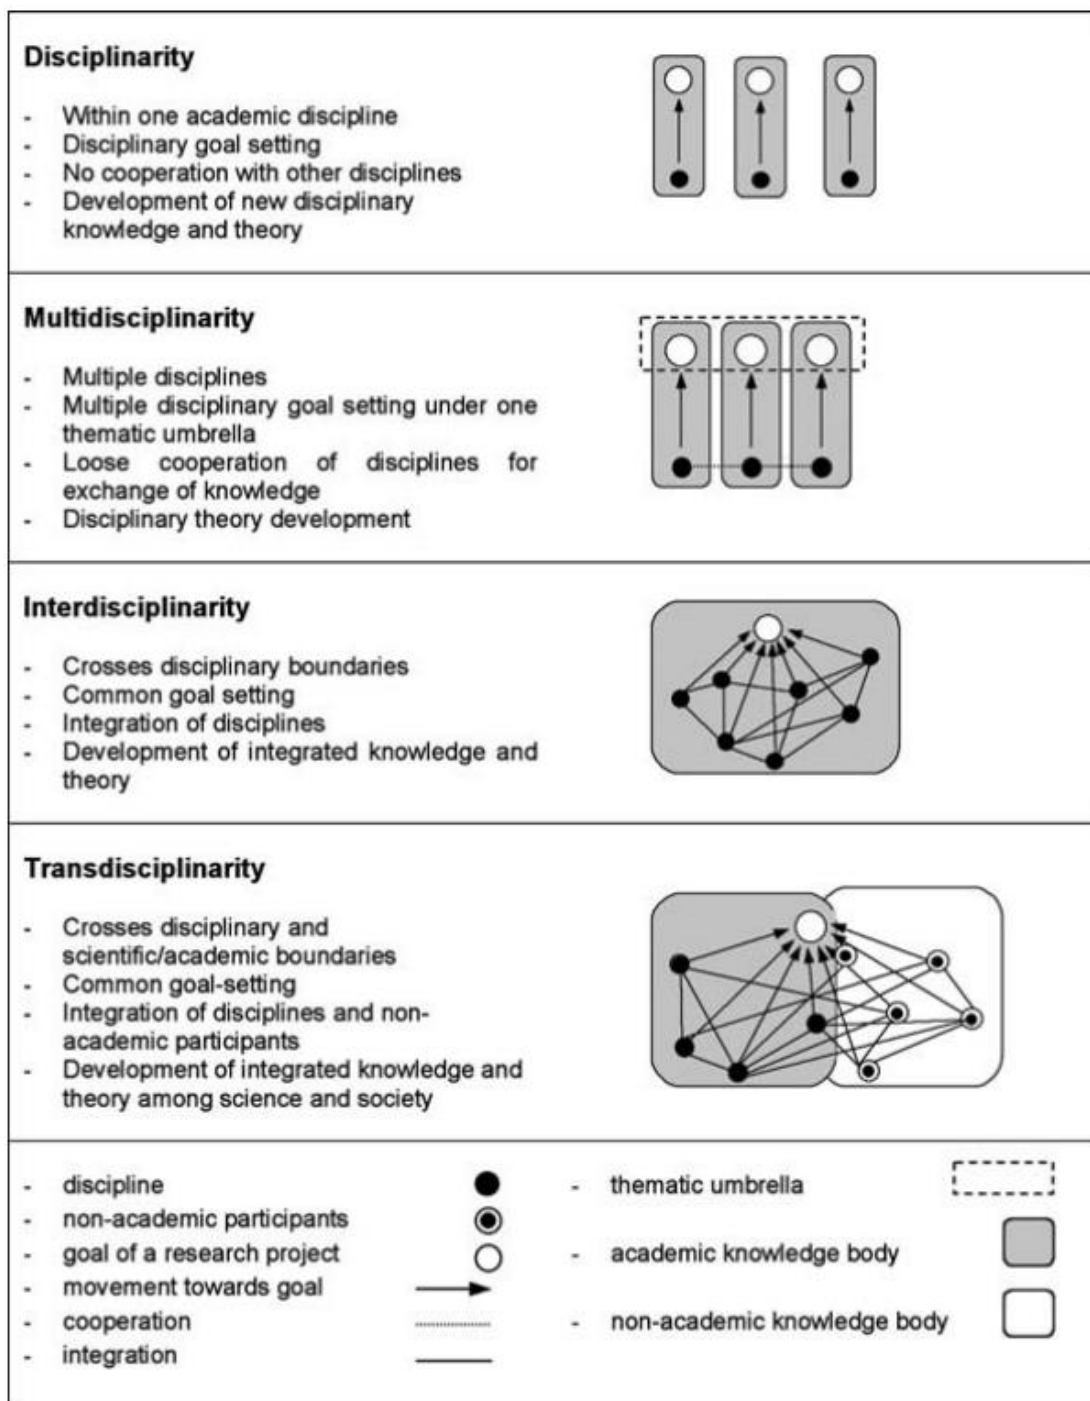 Disciplinarity
- Within one academic discipline
- Disciplinary goal setting
- No cooperation with other disciplines
- Development of new disciplinary
knowledge and theory
Multidisciplinarity
- Multiple disciplines
- Multiple disciplinary goal setting under one
thematic umbrella
- Loose cooperation of disciplines for
exchange of knowledge
- Disciplinary theory development
Interdisciplinarity
- Crosses disciplinary boundaries
- Common goal setting
- Integration of disciplines
- Development of integrated knowledge and
theory
Transdisciplinarity
- Crosses disciplinary and
scientific/academic boundaries
- Common goal-setting
- Integration of disciplines and non-
academic participants
- Development of integrated knowledge and
theory among science and society
- discipline
- non-academic participants
- goal of a research project
- movement towards goal
- cooperation
- integration
- thematic umbrella
- academic knowledge body
- non-academic knowledge body